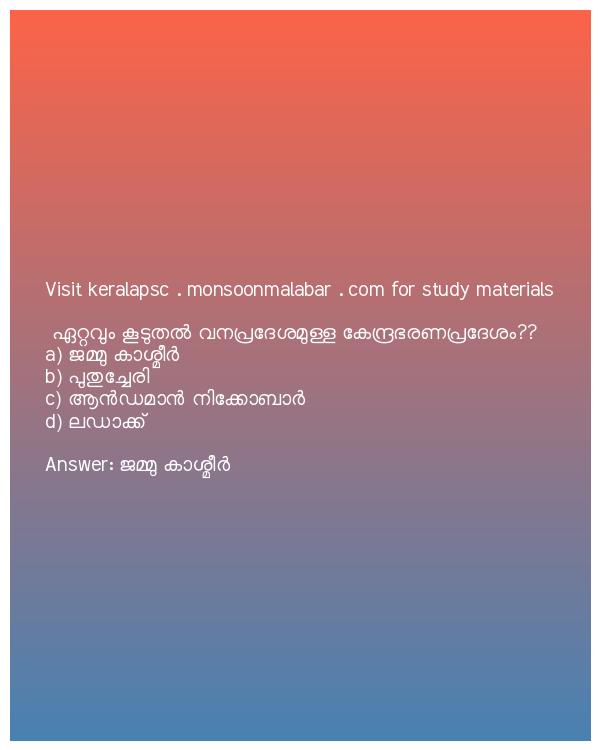 Visit keralapsc . monsoonmalabar . com for study materials
ഏറ്റവും കൂടുതൽ വനപ്രദേശമുള്ള കേന്ദ്രഭരണപ്രദേശം??
a) ജമ്മു കാശ്മീർ
b) പുതുച്ചേരി
c) ആൻഡമാൻ നിക്കോബാർ
d) ലഡാക്ക്
Answer: ജമ്മു കാശ്മീർ